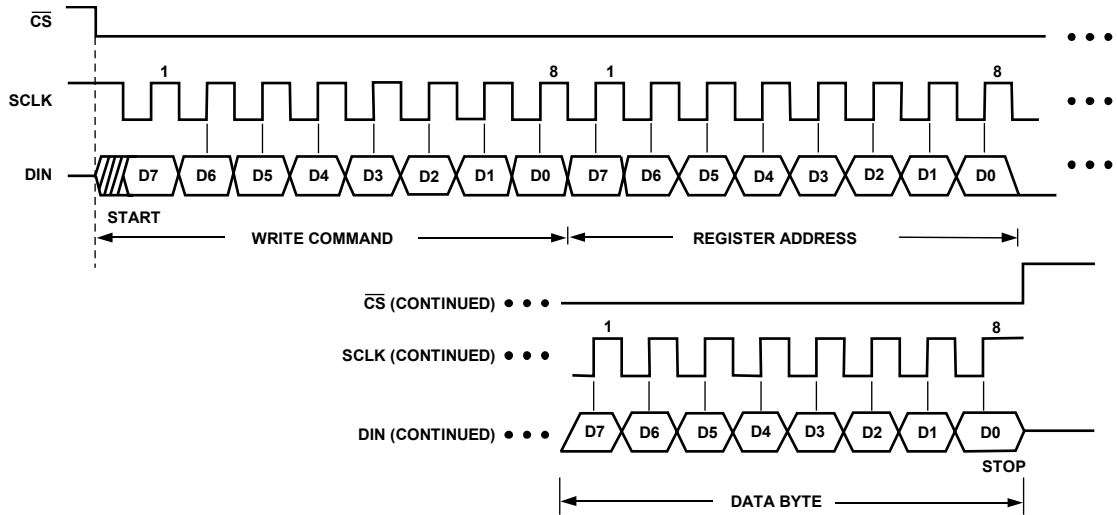 CS
1 8 1 8
SCLK
DIN D7 D6 D5 D4 D3 D2 D1 D0 D7 D6 D5 D4 D3 D2 D1 D0
START
WRITE COMMAND REGISTER ADDRESS
CS (CONTINUED)
1 8
SCLK (CONTINUED)
DIN (CONTINUED) D7 D6 D5 D4 D3 D2 D1 D0
STOP
DATA BYTE